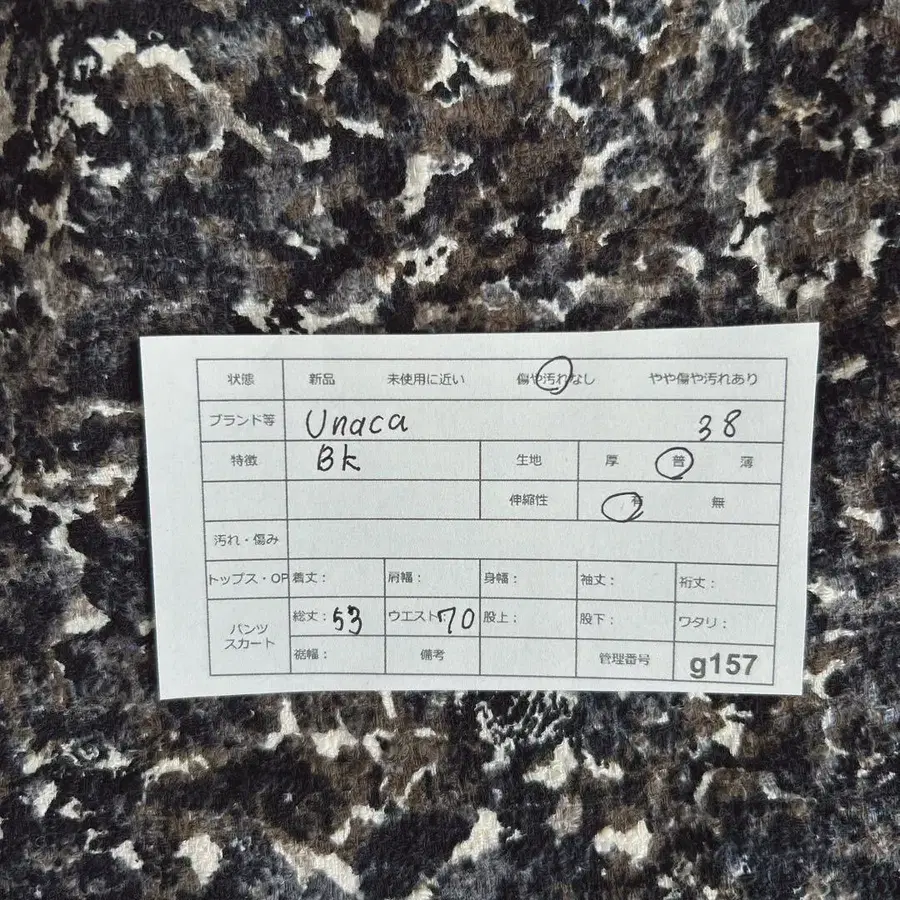 状態 新品 未使用に近い 傷や汚れなし やや傷や汚れあり
ブランド等 Unaca 38
特徴 Bk 生地 厚 普 薄
伸縮性 有 無
汚れ・傷み
トップス・OP 着丈： 肩幅： 身幅： 袖丈： 裄丈：
パンツ スカート 総丈：53 ウエスト：70 股上： 股下： ワタリ：
裾幅： 備考 管理番号 g157